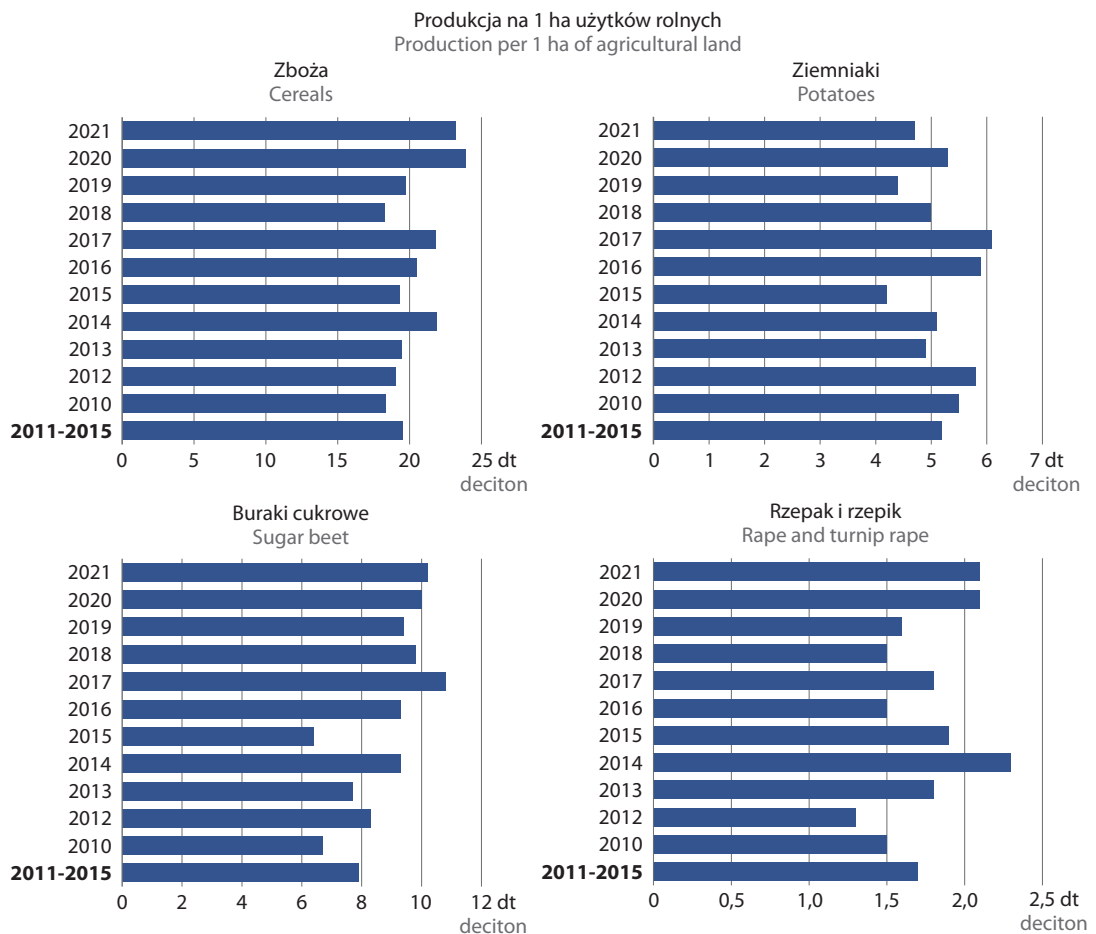 Produkcja na 1 ha użytków rolnych
Production per 1 ha of agricultural land
Zboża
Cereals
2021
2020
2019
2018
2017
2016
2015
2014
2013
2012
2010
2011-2015
0 5 10 15 20 25 dt
deciton
Ziemniaki
Potatoes
2021
2020
2019
2018
2017
2016
2015
2014
2013
2012
2010
2011-2015
0 1 2 3 4 5 6 7 dt
deciton
Buraki cukrowe
Sugar beet
2021
2020
2019
2018
2017
2016
2015
2014
2013
2012
2010
2011-2015
0 2 4 6 8 10 12 dt
deciton
Rzepak i rzepik
Rape and turnip rape
2021
2020
2019
2018
2017
2016
2015
2014
2013
2012
2010
2011-2015
0 0,5 1,0 1,5 2,0 2,5 dt
deciton